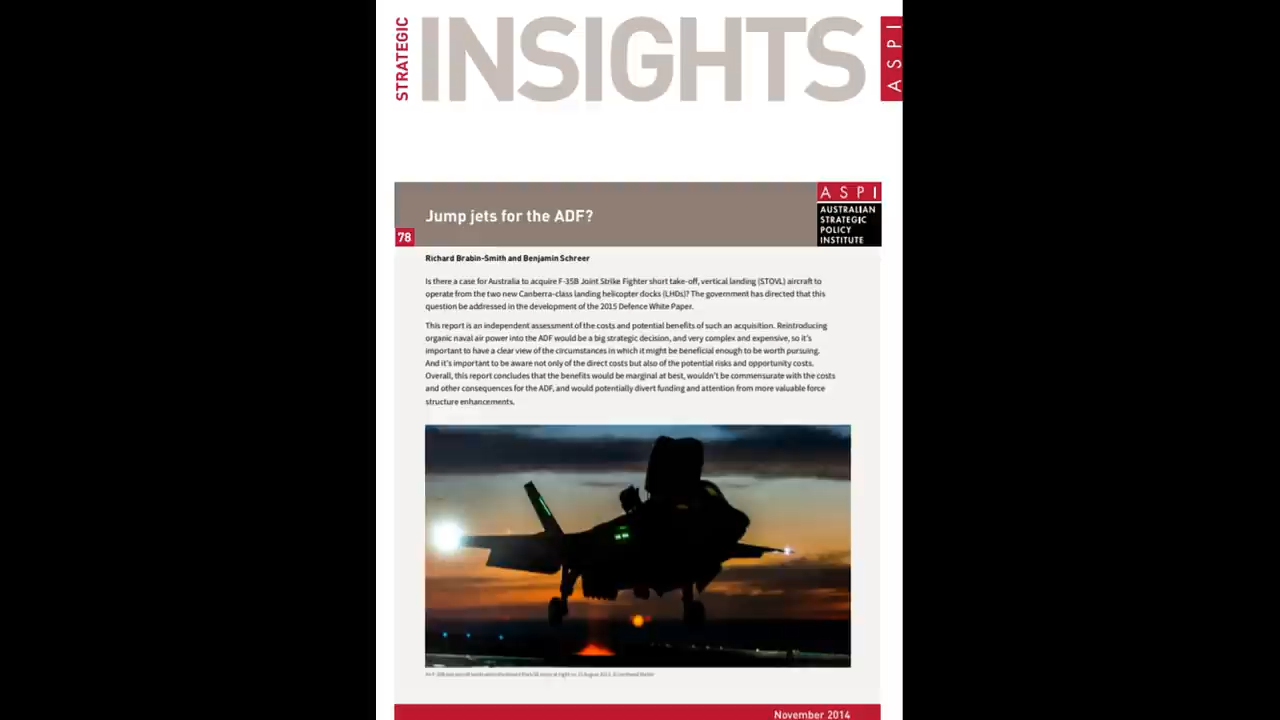 STRATEGIC
INSIGHTS
ASPI
Jump jets for the ADF?
78
ASPI
AUSTRALIAN
STRATEGIC
POLICY
INSTITUTE
Richard Brabin-Smith and Benjamin Schreer
Is there a case for Australia to acquire F-35B Joint Strike Fighter short take-off, vertical landing (STOVL) aircraft to
operate from the two new Canberra-class landing helicopter docks (LHDs)? The government has directed that this
question be addressed in the development of the 2015 Defence White Paper.
This report is an independent assessment of the costs and potential benefits of such an acquisition. Reintroducing
organic naval air power into the ADF would be a big strategic decision, and very complex and expensive, so it's
important to have a clear view of the circumstances in which it might be beneficial enough to be worth pursuing.
And it's important to be aware not only of the direct costs but also of the potential risks and opportunity costs.
Overall, this report concludes that the benefits would be marginal at best, wouldn't be commensurate with the costs
and other consequences for the ADF, and would potentially divert funding and attention from more valuable force
structure enhancements.
November 2014